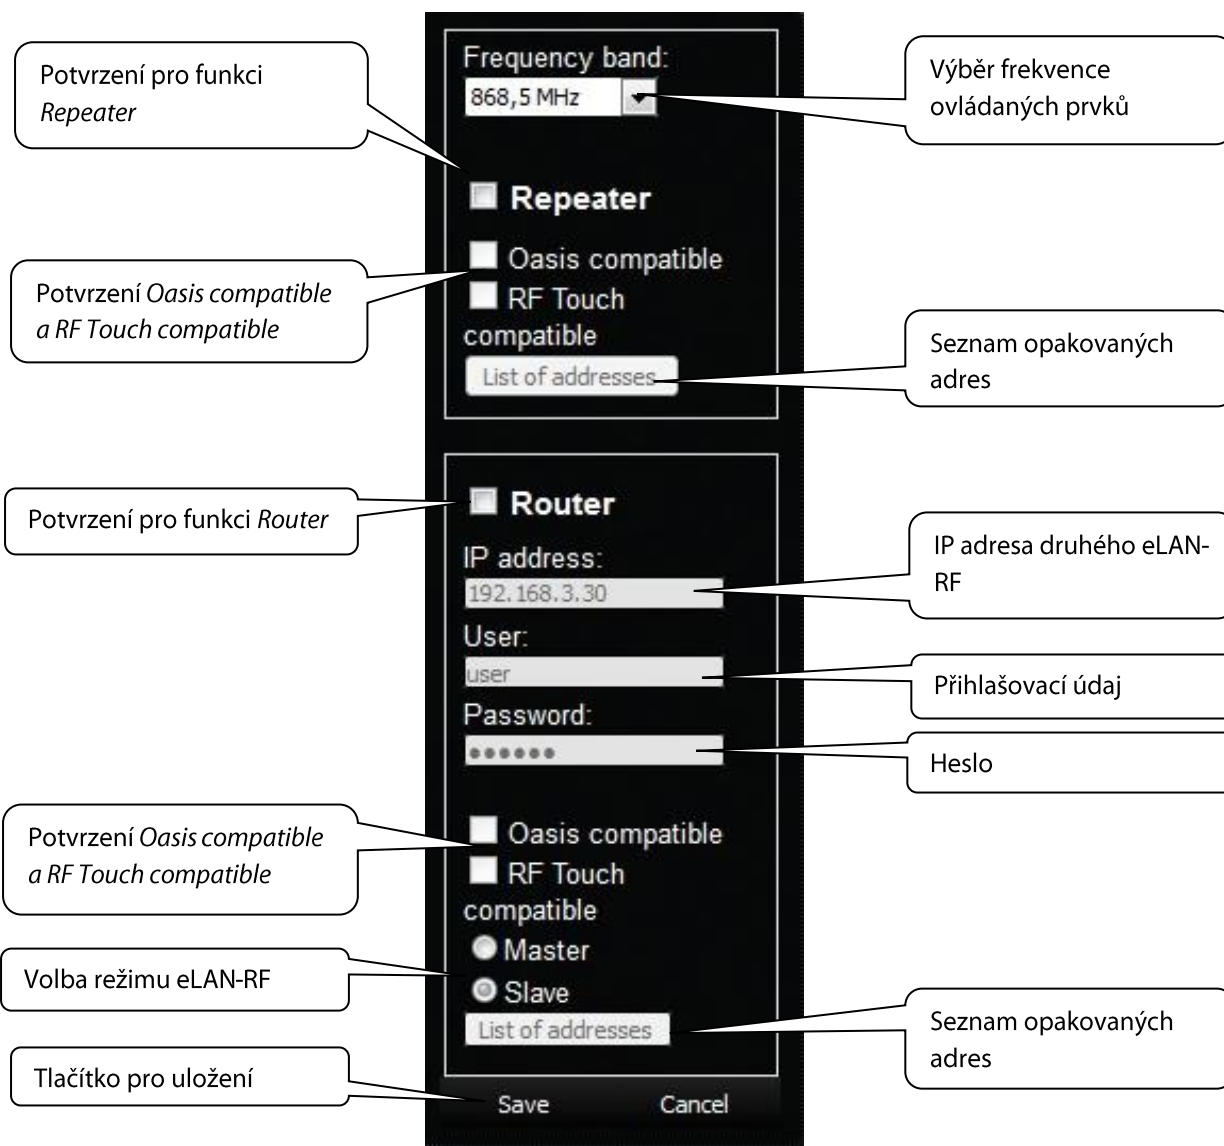 Potvrzení pro funkci
Repeater
Potvrzení Oasis compatible
a RF Touch compatible
Potvrzení pro funkci Router
Potvrzení Oasis compatible
a RF Touch compatible
Volba režimu eLAN-RF
Tlačítko pro uložení
Frequency band:
868,5 MHz
Repeater
Oasis compatible
RF Touch
compatible
List of addresses
Router
IP address:
192.168.3.30
User:
user
Password:
••••••
Oasis compatible
RF Touch
compatible
Master
Slave
List of addresses
Save Cancel
Výběr frekvence
ovládaných prvků
Seznam opakovaných
adres
IP adresa druhého eLAN-
RF
Přihlašovací údaj
Heslo
Seznam opakovaných
adres